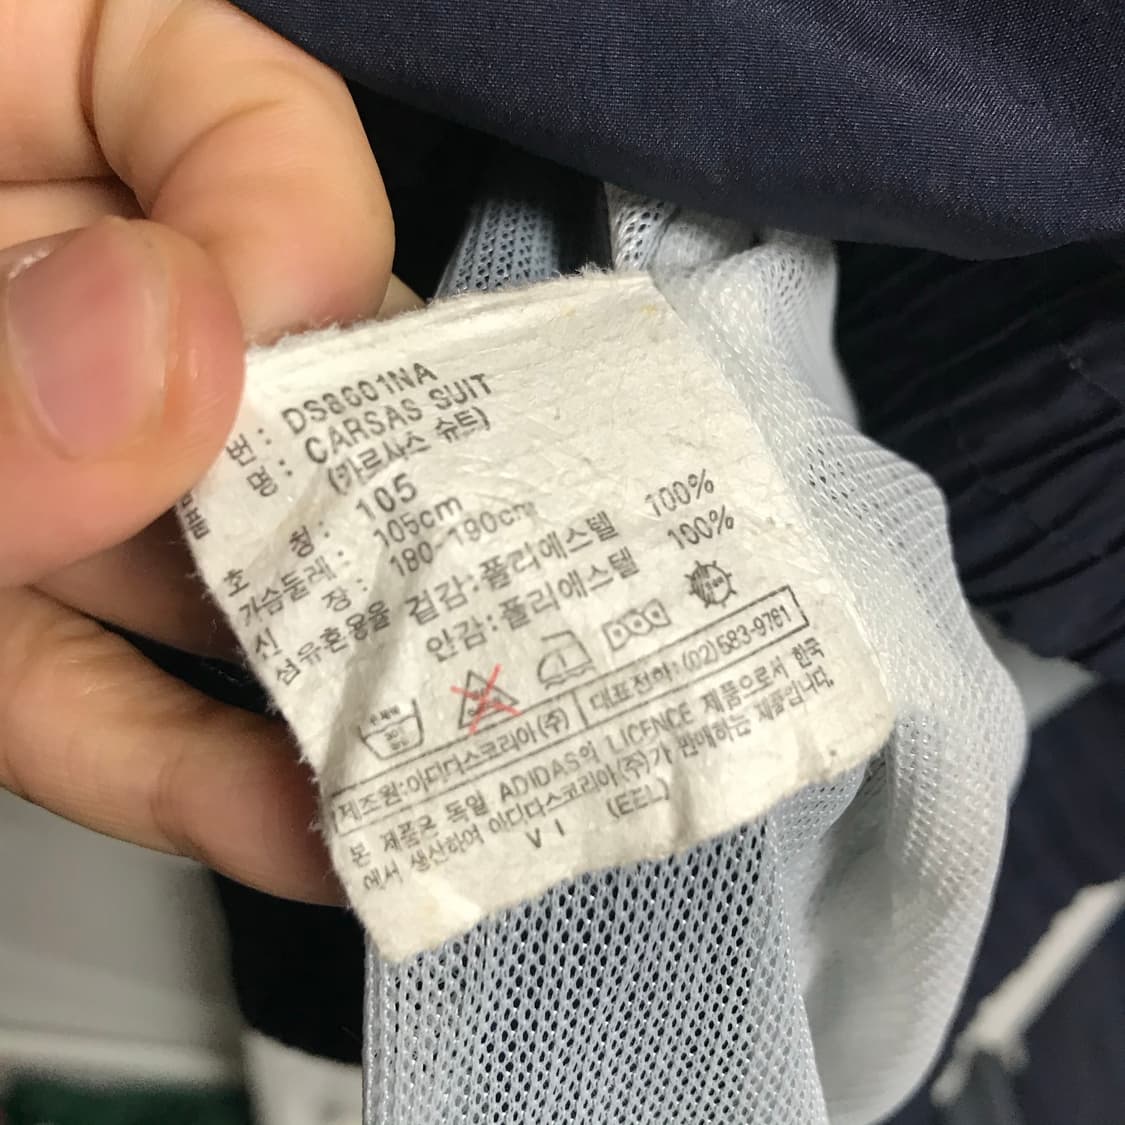 번: DS8601NA
품명: CARSAS SUIT
(카르사스 슈트)
호칭: 105
가슴둘레: 105cm
신장: 180-190cm
섬유혼용율 겉감:폴리에스텔 100%
안감:폴리에스텔 100%
제조원:아디다스코리아(주) 대표전화:(02)583-9761
본 제품은 독일 ADIDAS의 LICENCE 제품으로서 한국
에서 생산하여 아디다스코리아(주)가 판매하는 제품입니다.
V I (EEL)